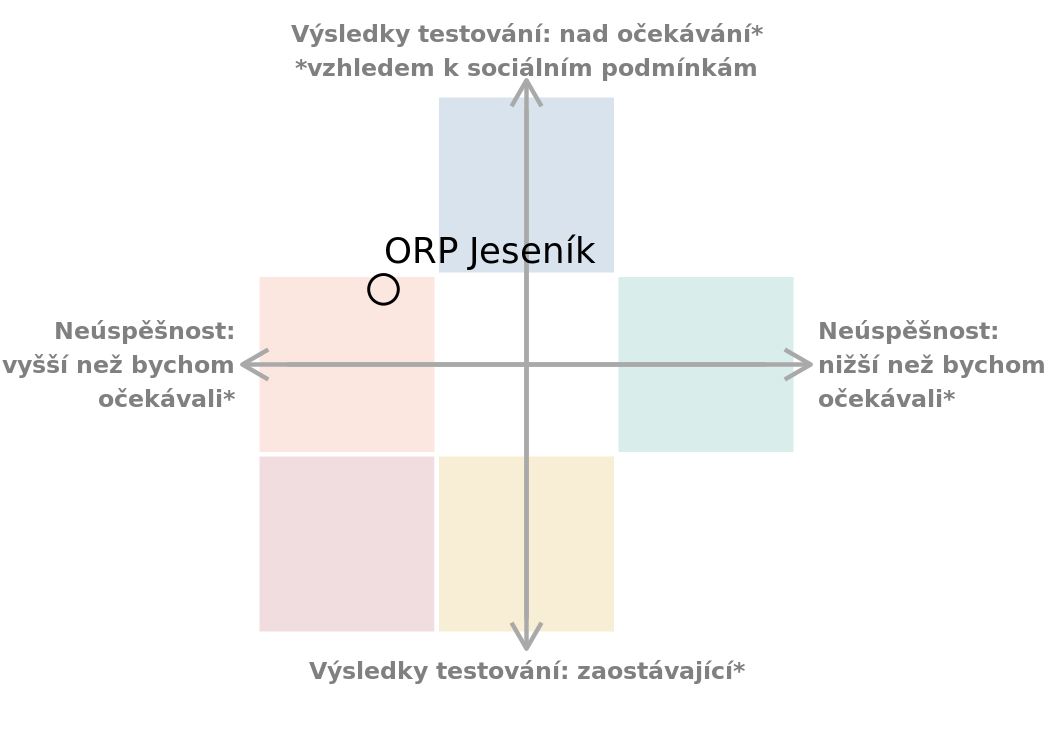 Výsledky testování: nad očekávání*
*vzhledem k sociálním podmínkám
ORP Jeseník
Neúspěšnost:
vyšší než bychom
očekávali*
Neúspěšnost:
nižší než bychom
očekávali*
Výsledky testování: zaostávající*